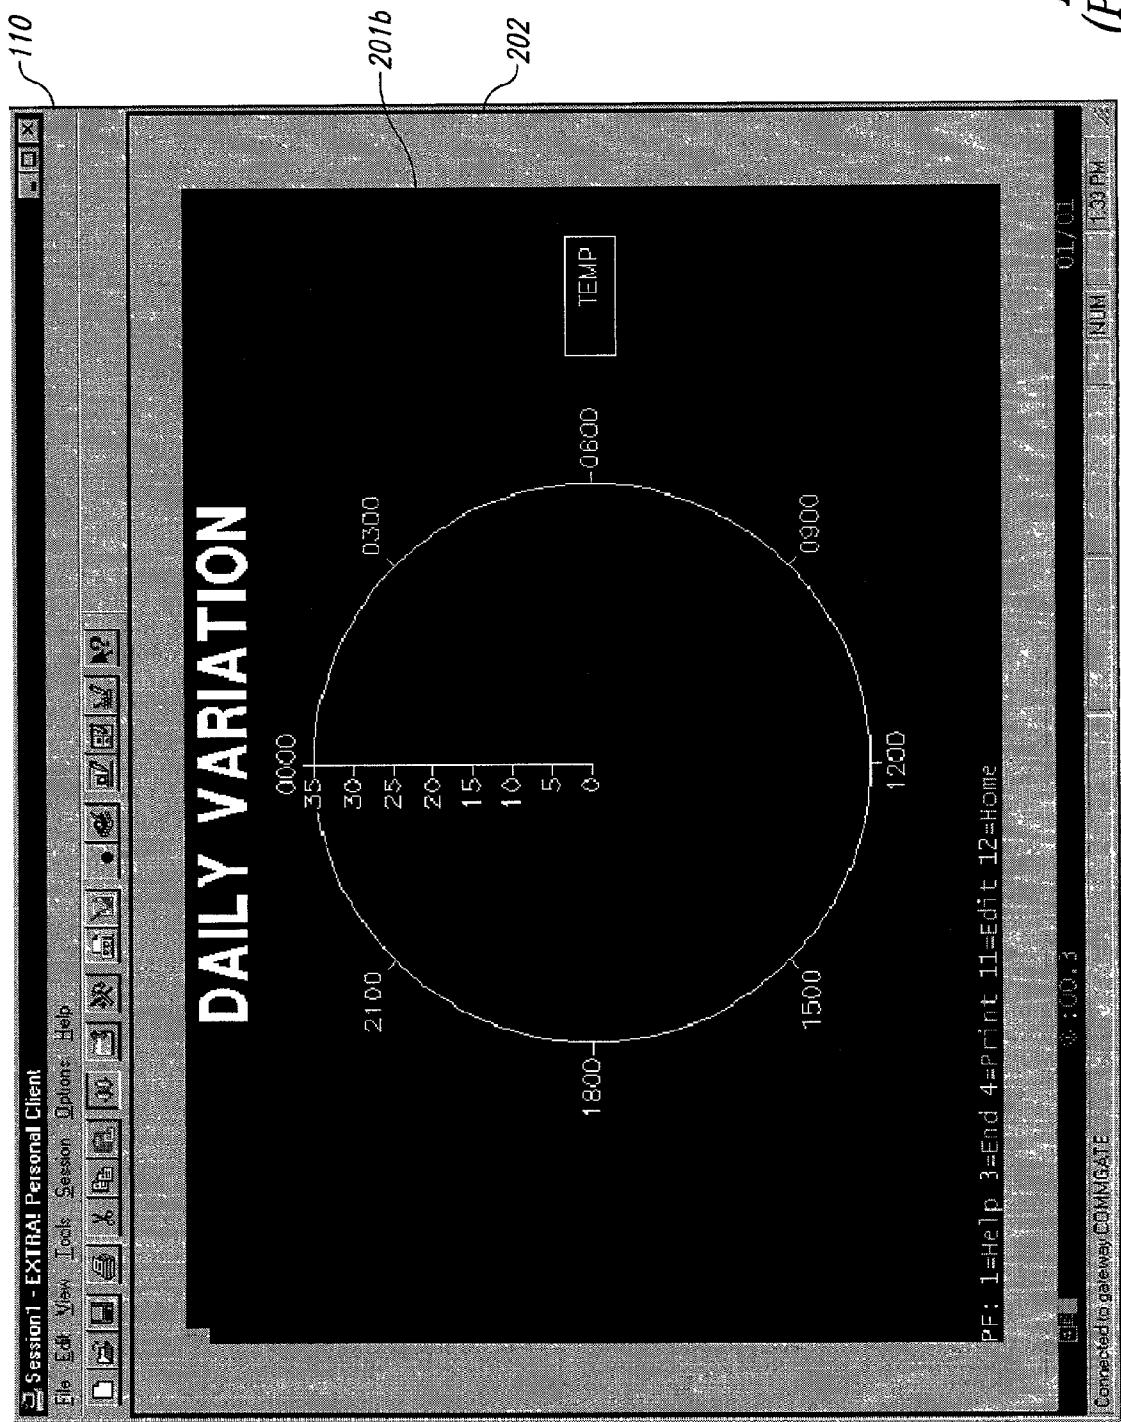 110
201b
202
(P
Session1 - EXTRA! Personal Client
File Edit View Tools Session Options Help
DAILY VARIATION
0000
35
30
25
20
15
10
5
0
0300
0600
0900
1200
1500
1800
2100
TEMP
PF: 1=Help 3=End 4=Print 11=Edit 12=Home
:00.3
01/01
Connected to gateway COMMGATE
NUM
1:33 PM